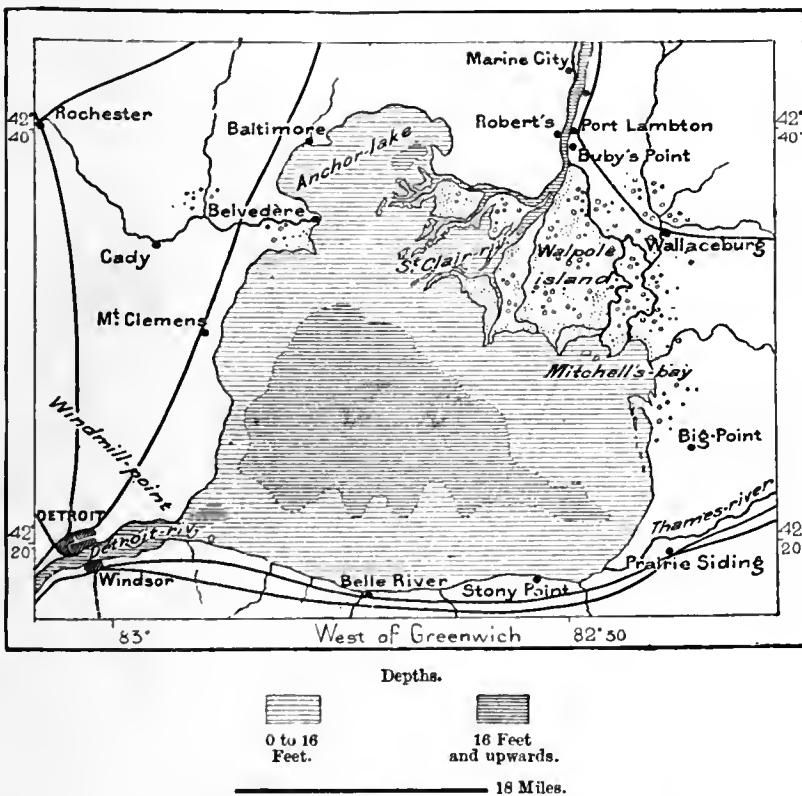 Marine City
Rochester
42°
40'
Baltimore
Robert's
Port Lambton
42°
40'
Anchor-lake
Buby's Point
Belvedère
Cady
St Clair-riv.
Walpole
island
Wallaceburg
Mt. Clemens
Mitchell's-bay
Windmill-point
Big-Point
DETROIT
42°
20'
Detroit-riv.
Thames-river
42°
20'
Windsor
Belle River
Stony Point
Prairie Siding
83°
West of Greenwich
82°30
Depths.
0 to 16
Feet.
16 Feet
and upwards.
18 Miles.